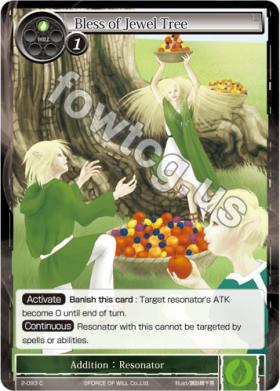 Bless of Jewel Tree
WILL
1
fowtcg.us
Activate Banish this card : Target resonator's ATK
become 0 until end of turn.
Continuous Resonator with this cannot be targeted by
spells or abilities.
Addition : Resonator
2-093 C ©FORCE OF WILL Co.,Ltd.